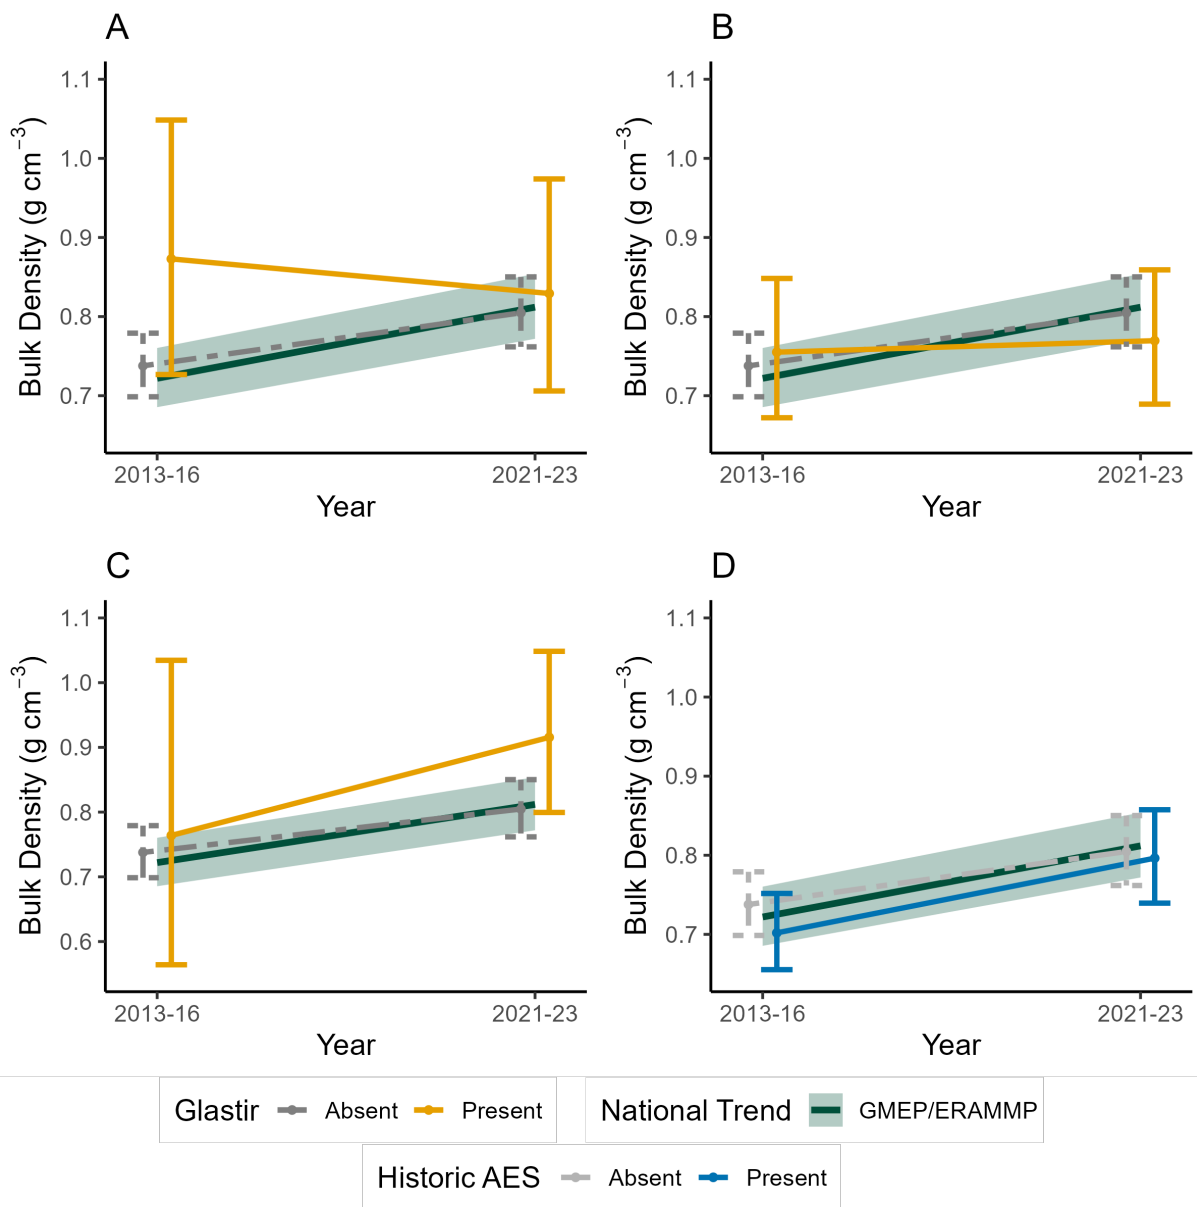 A
Bulk Density (g cm⁻³)
1.1
1.0
0.9
0.8
0.7
2013-16
2021-23
Year
B
Bulk Density (g cm⁻³)
1.1
1.0
0.9
0.8
0.7
2013-16
2021-23
Year
C
Bulk Density (g cm⁻³)
1.1
1.0
0.9
0.8
0.7
0.6
2013-16
2021-23
Year
D
Bulk Density (g cm⁻³)
1.1
1.0
0.9
0.8
0.7
2013-16
2021-23
Year
Glastir Absent Present
National Trend GMEP/ERAMMP
Historic AES Absent Present